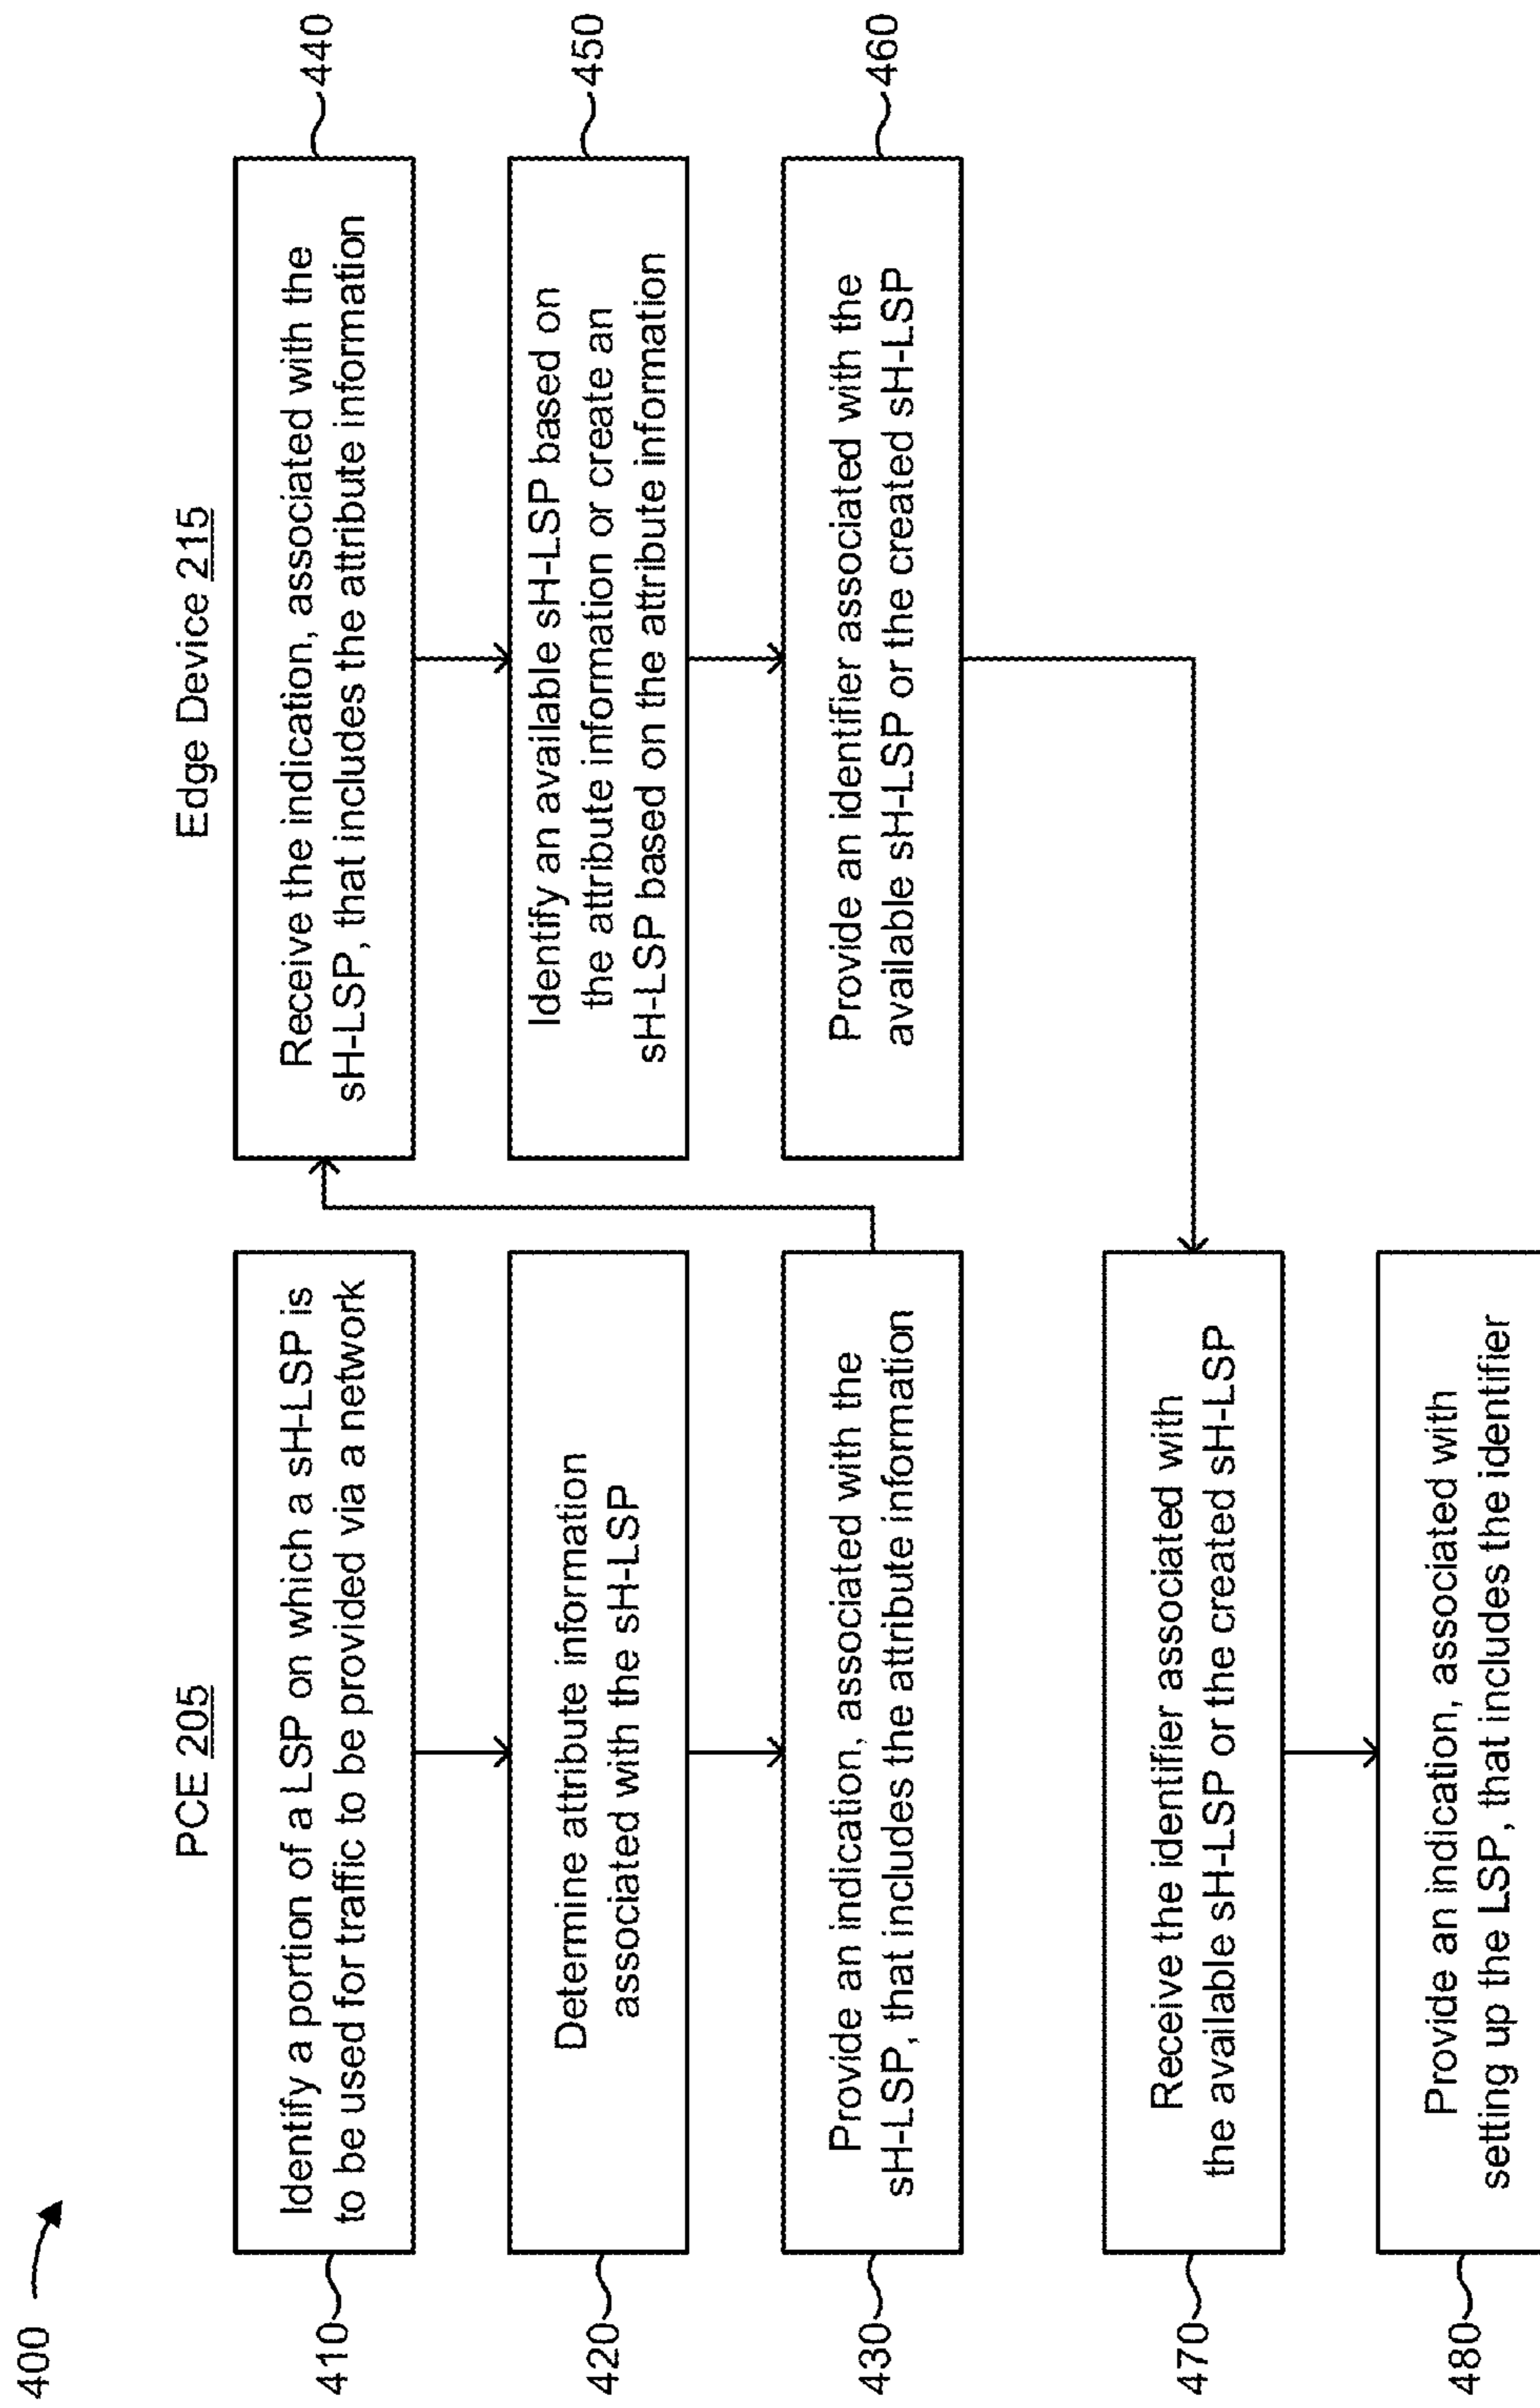 400
PCE 205
410
Identify a portion of a LSP on which a sH-LSP is
to be used for traffic to be provided via a network
420
Determine attribute information
associated with the sH-LSP
430
Provide an indication, associated with the
sH-LSP, that includes the attribute information
Edge Device 215
Receive the indication, associated with the
sH-LSP, that includes the attribute information
440
Identify an available sH-LSP based on
the attribute information or create an
sH-LSP based on the attribute information
450
Provide an identifier associated with the
available sH-LSP or the created sH-LSP
460
470
Receive the identifier associated with
the available sH-LSP or the created sH-LSP
480
Provide an indication, associated with
setting up the LSP, that includes the identifier